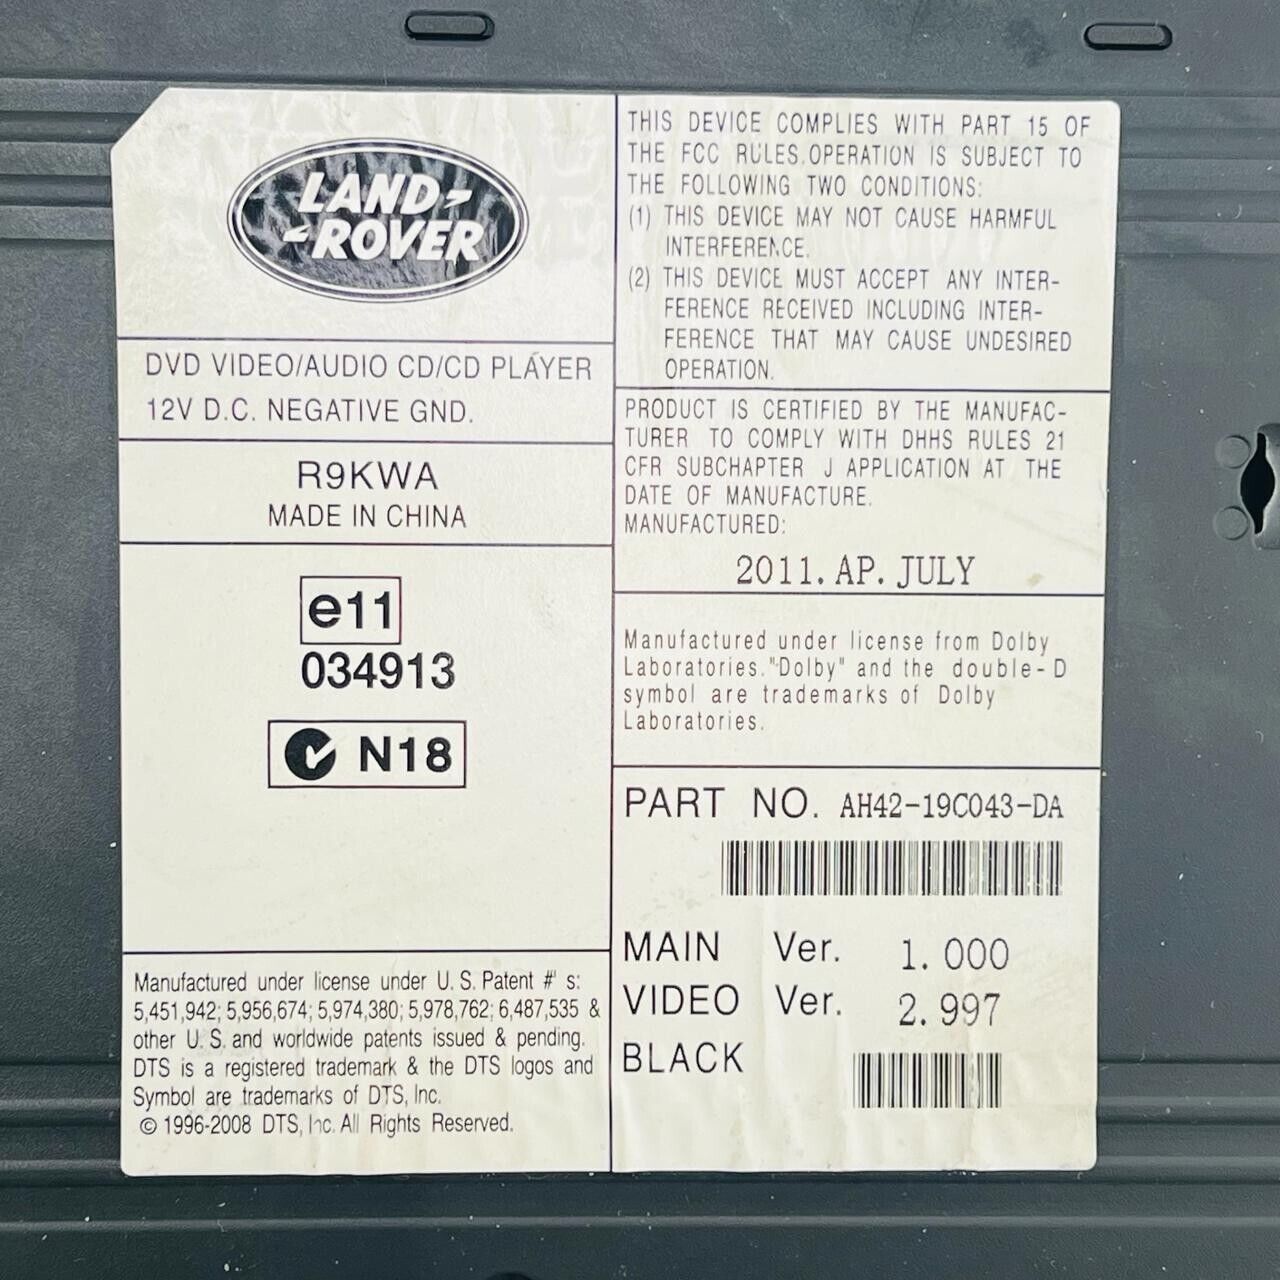 LAND-
-ROVER
DVD VIDEO/AUDIO CD/CD PLAYER
12V D.C. NEGATIVE GND.
R9KWA
MADE IN CHINA
e11
034913
N18
Manufactured under license under U.S. Patent #' s:
5,451,942; 5,956,674; 5,974,380; 5,978,762; 6,487,535 &
other U.S. and worldwide patents issued & pending.
DTS is a registered trademark & the DTS logos and
Symbol are trademarks of DTS, Inc.
© 1996-2008 DTS, Inc. All Rights Reserved.
THIS DEVICE COMPLIES WITH PART 15 OF
THE FCC RULES.OPERATION IS SUBJECT TO
THE FOLLOWING TWO CONDITIONS:
(1) THIS DEVICE MAY NOT CAUSE HARMFUL
INTERFERENCE.
(2) THIS DEVICE MUST ACCEPT ANY INTER-
FERENCE RECEIVED INCLUDING INTER-
FERENCE THAT MAY CAUSE UNDESIRED
OPERATION.
PRODUCT IS CERTIFIED BY THE MANUFAC-
TURER TO COMPLY WITH DHHS RULES 21
CFR SUBCHAPTER J APPLICATION AT THE
DATE OF MANUFACTURE.
MANUFACTURED:
2011. AP. JULY
Manufactured under license from Dolby
Laboratories."Dolby" and the double-D
symbol are trademarks of Dolby
Laboratories.
PART NO. AH42-19C043-DA
MAIN Ver. 1.000
VIDEO Ver. 2.997
BLACK